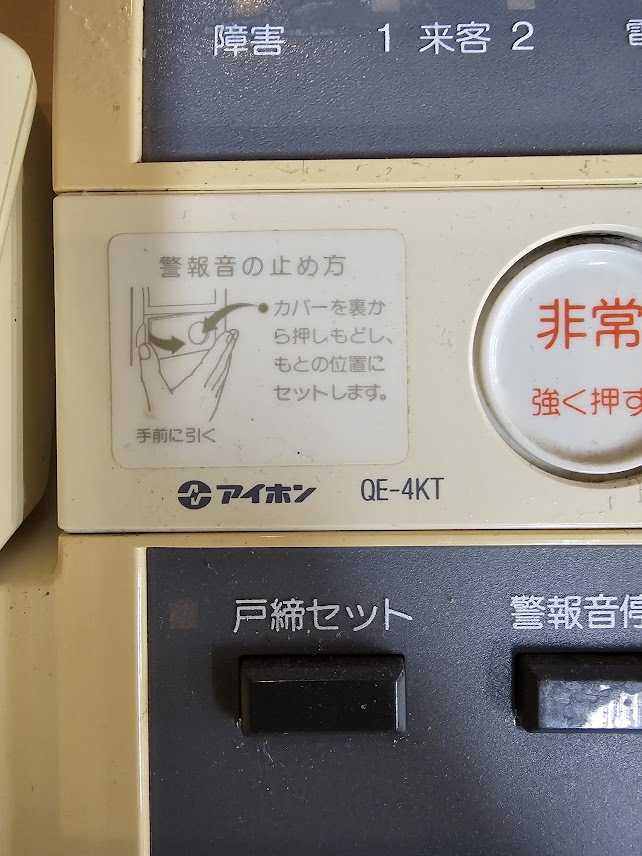 障害 1 来客 2
警報音の止め方
カバーを裏か
ら押しもどし、
もとの位置に
セットします。
手前に引く
非常
強く押す
アイホン QE-4KT
戸締セット 警報音停